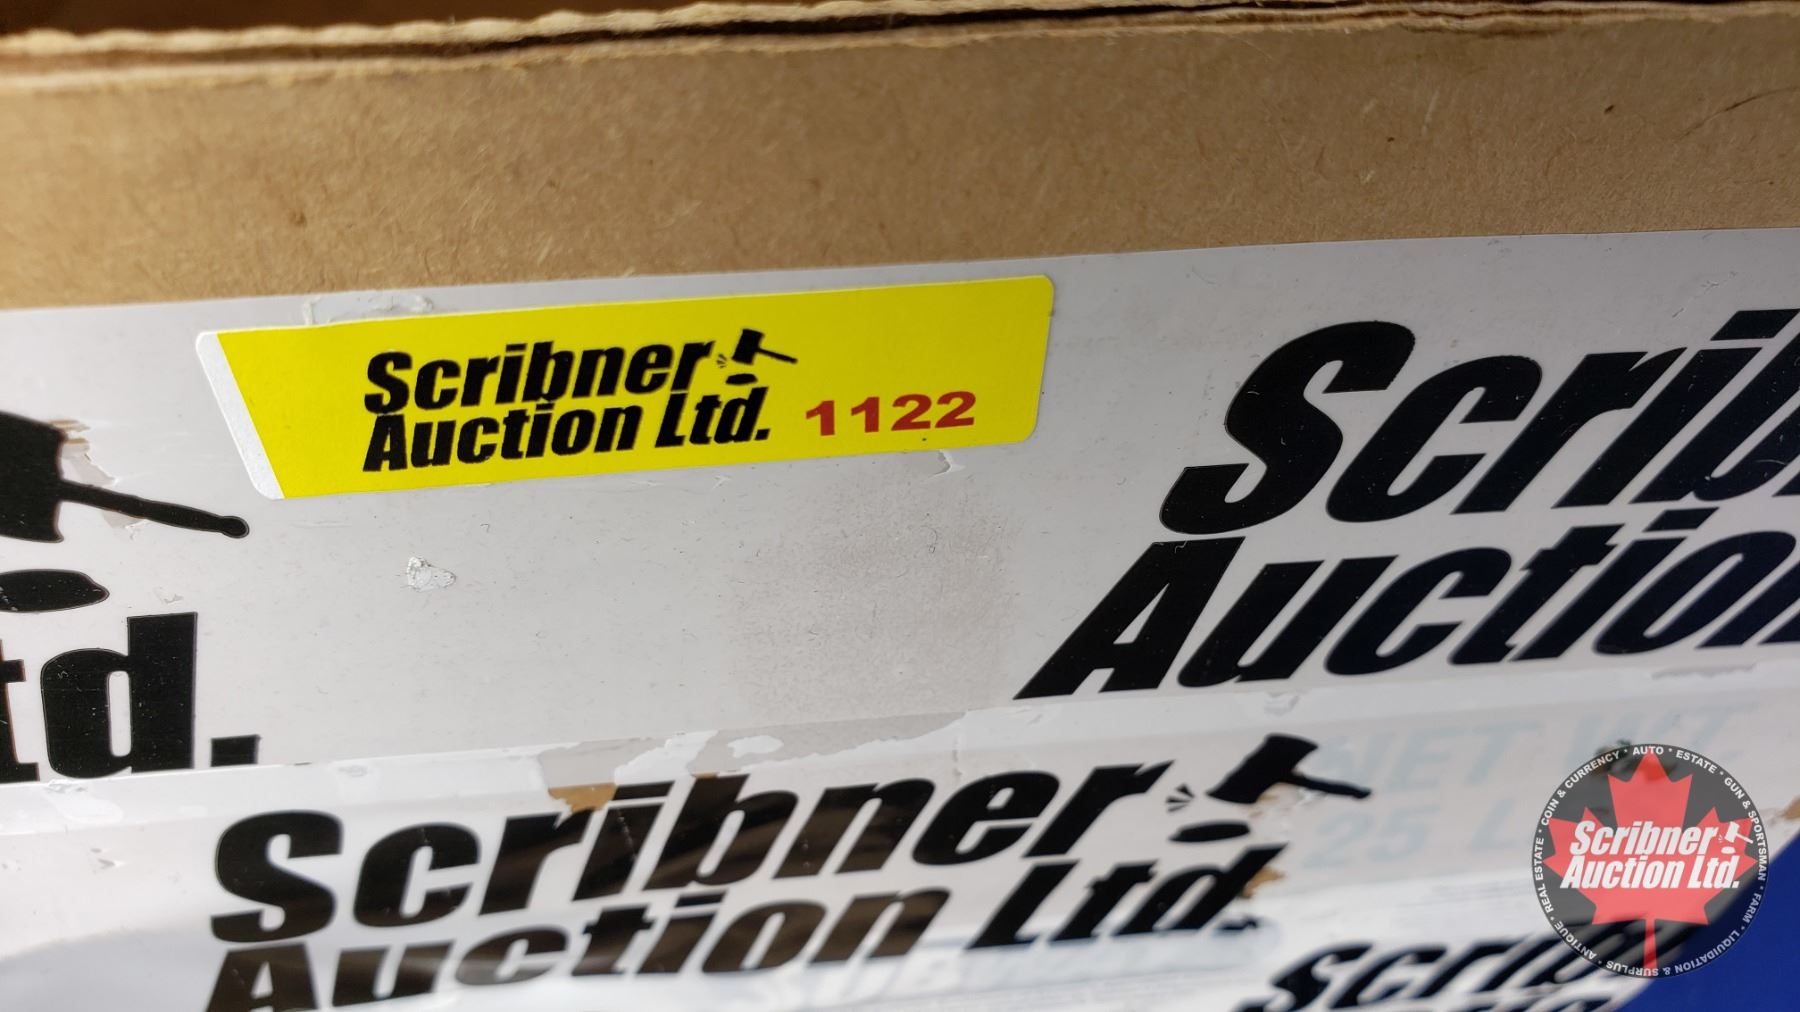 Scribner
Auction Ltd. 1122
Scrib
Auction
td.
Scribner
Auction Ltd.
NET WT.
25 L
Scribner
Auction Ltd.
REAL ESTATE * COIN & CURRENCY * AUTO * ESTATE * GUN & SPORTSMAN * FARM * LIQUIDATION & SURPLUS * ANTIQUE *
Scrib